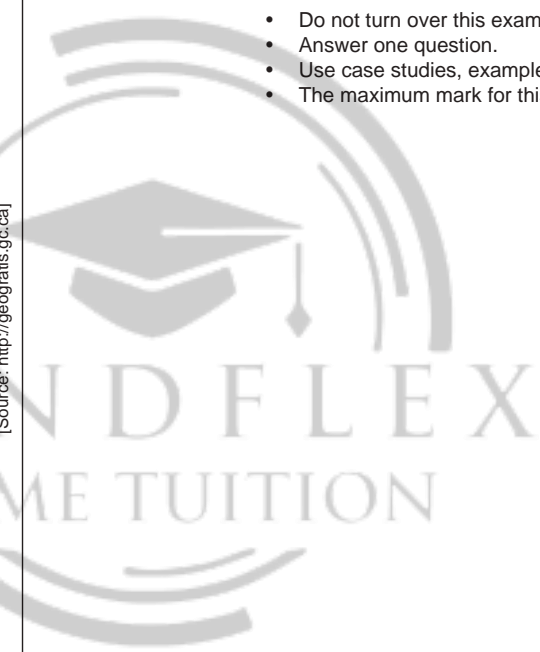 • Do not turn over this exam
• Answer one question.
• Use case studies, example
• The maximum mark for thi
[Source: http://geogratis.gc.ca]
NDFLEX
ME TUITION